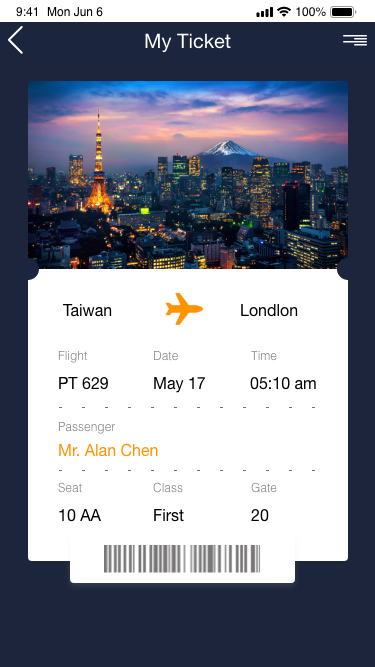 9:41 Mon Jun 6 100%
My Ticket
Taiwan Londlon
Flight Date Time
PT 629 May 17 05:10 am
Passenger
Mr. Alan Chen
Seat Class Gate
10 AA First 20